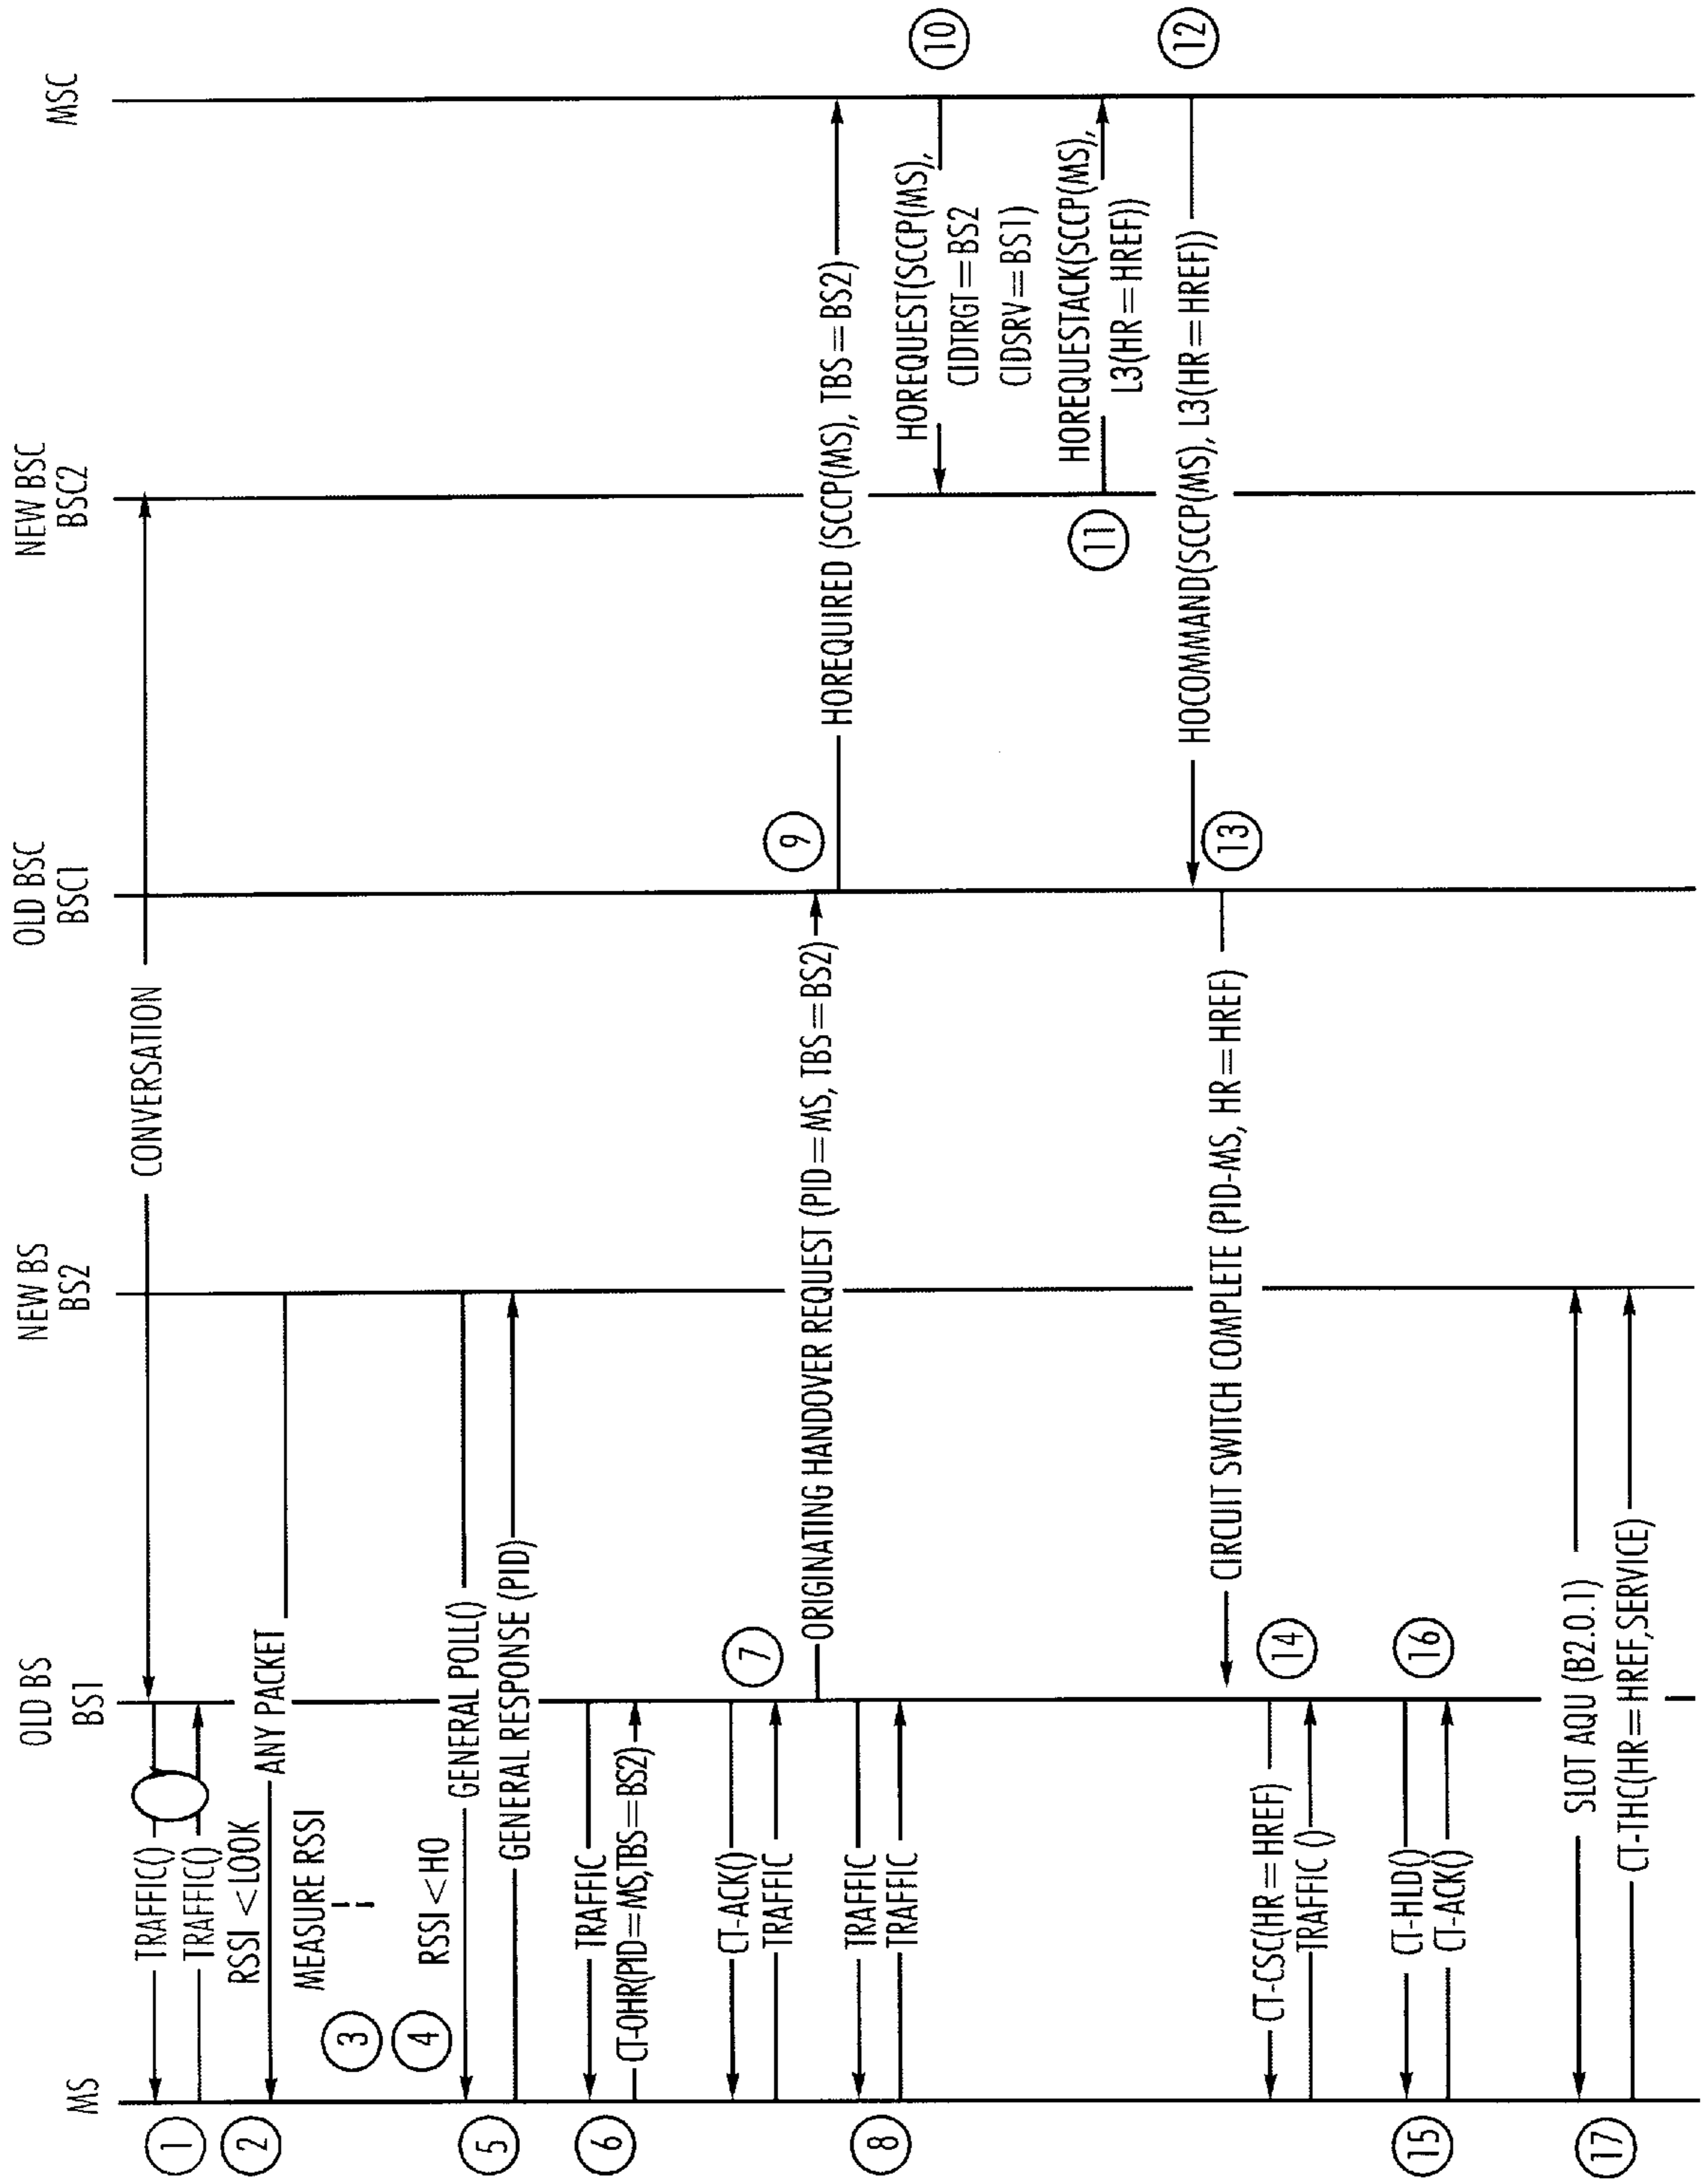 MS
OLD BS
BS1
NEW BS
BS2
OLD BSC
BSC1
NEW BSC
BSC2
MSC
CONVERSATION
1
TRAFFIC()
TRAFFIC()
2
RSSI<LOOK
ANY PACKET
MEASURE RSSI
3
4
RSSI<HO
5
GENERAL POLL()
GENERAL RESPONSE (PID)
6
TRAFFIC
CT-OHR(PID=MS,TBS=BS2)
7
CT-ACK()
TRAFFIC
ORIGINATING HANDOVER REQUEST (PID=MS, TBS=BS2)
9
HOREQUIRED (SCCP(MS), TBS=BS2)
8
TRAFFIC
TRAFFIC
10
HOREQUEST(SCCP(MS),
CIDTRGT=BS2
CIDSRV=BS1)
11
HOREQUESTACK(SCCP(MS),
L3(HR=HREF))
12
HOCOMMAND(SCCP(MS), L3(HR=HREF))
13
CIRCUIT SWITCH COMPLETE (PID-MS, HR=HREF)
14
CT-CSC(HR=HREF)
TRAFFIC ()
15
16
CT-HLD()
CT-ACK()
17
SLOT AQU (B2.0.1)
CT-THC(HR=HREF,SERVICE)